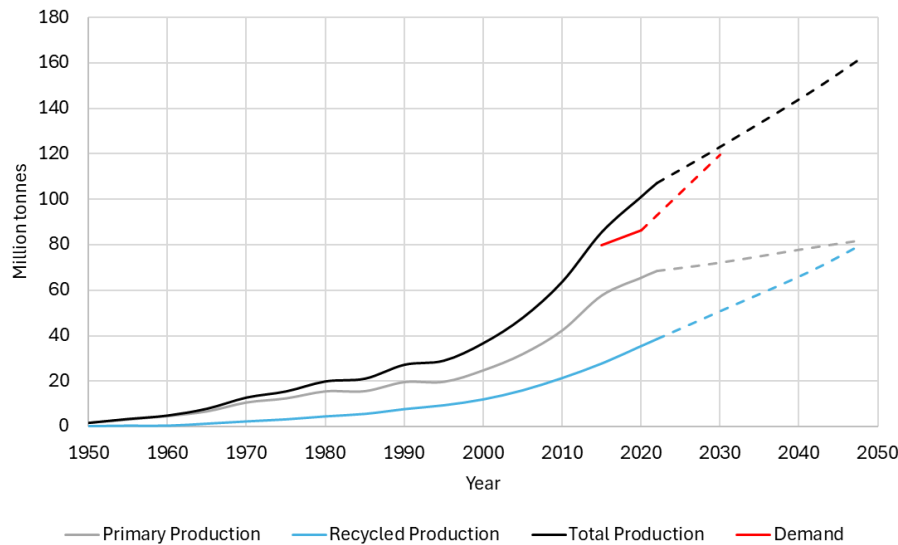 180
160
140
120
100
80
60
40
20
0
Million tonnes
1950 1960 1970 1980 1990 2000 2010 2020 2030 2040 2050
Year
Primary Production Recycled Production Total Production Demand